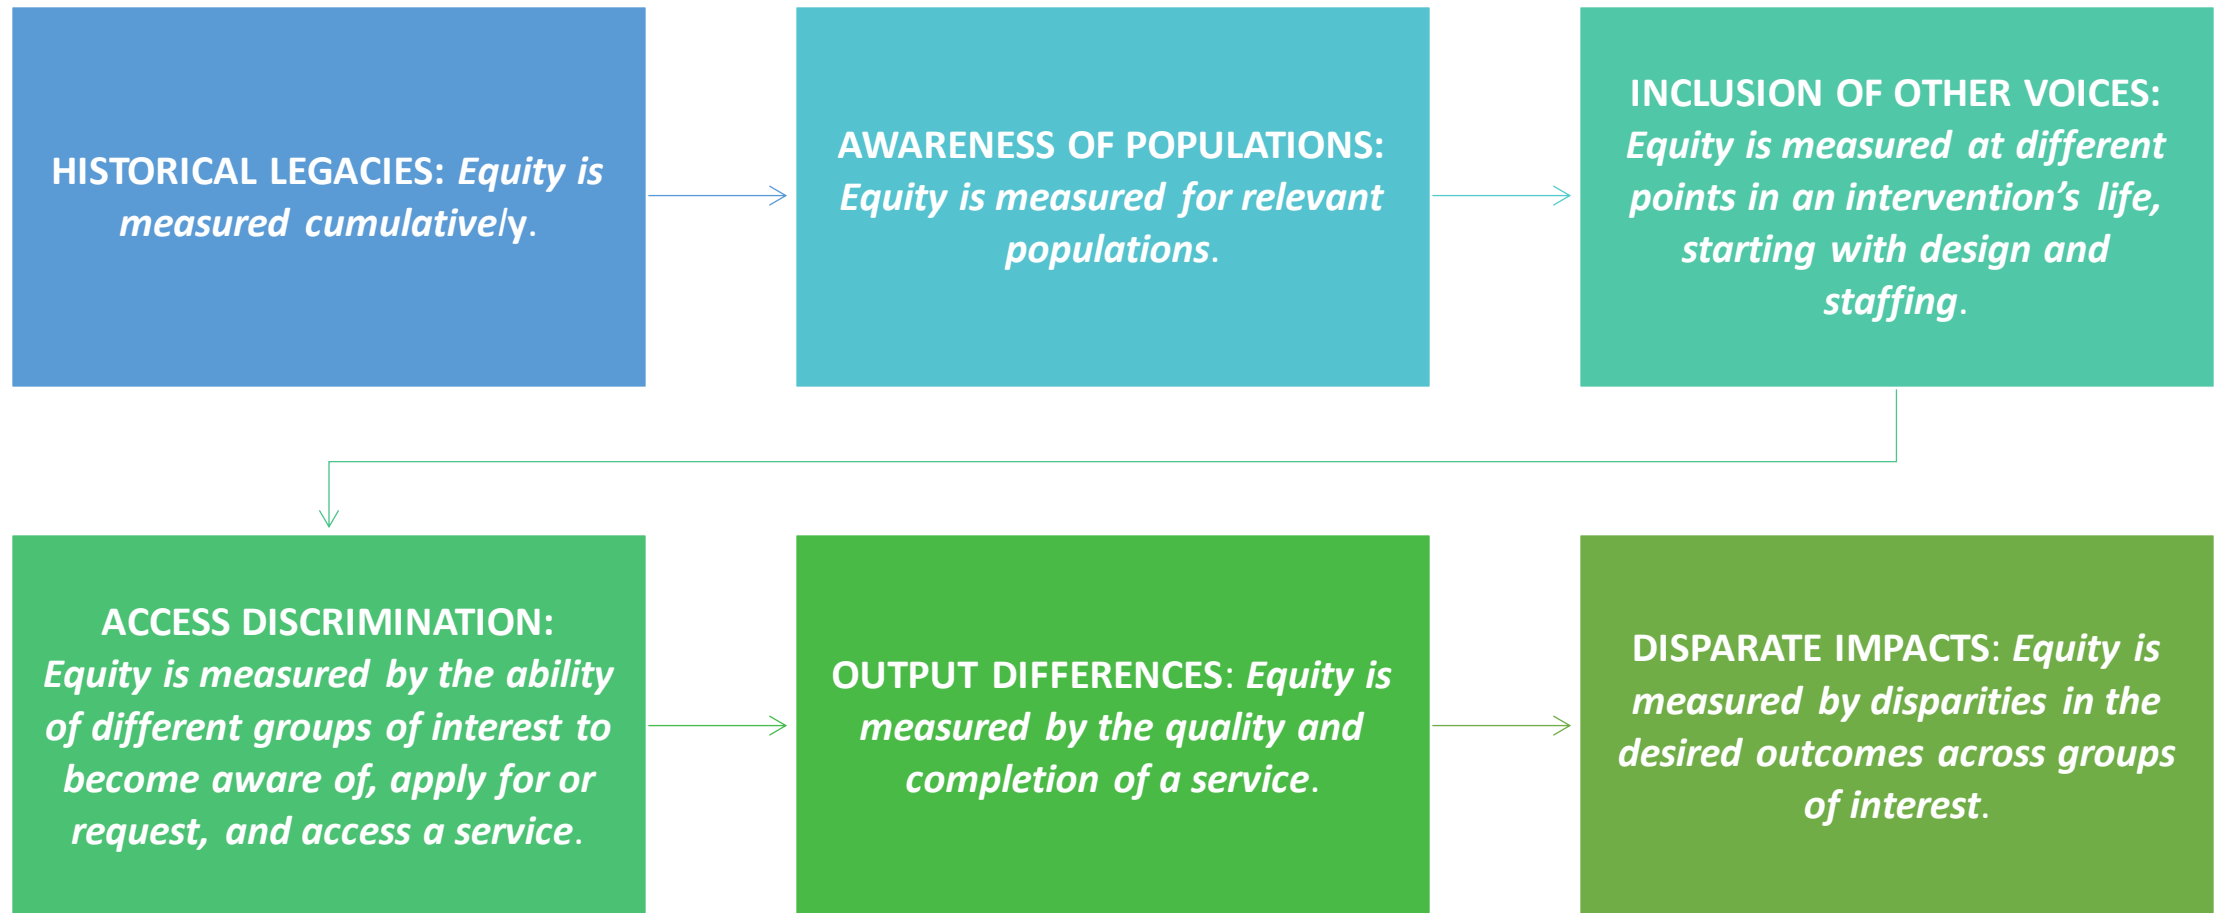 HISTORICAL LEGACIES: Equity is
measured cumulatively.
AWARENESS OF POPULATIONS:
Equity is measured for relevant
populations.
INCLUSION OF OTHER VOICES:
Equity is measured at different
points in an intervention’s life,
starting with design and
staffing.
ACCESS DISCRIMINATION:
Equity is measured by the ability
of different groups of interest to
become aware of, apply for or
request, and access a service.
OUTPUT DIFFERENCES: Equity is
measured by the quality and
completion of a service.
DISPARATE IMPACTS: Equity is
measured by disparities in the
desired outcomes across groups
of interest.